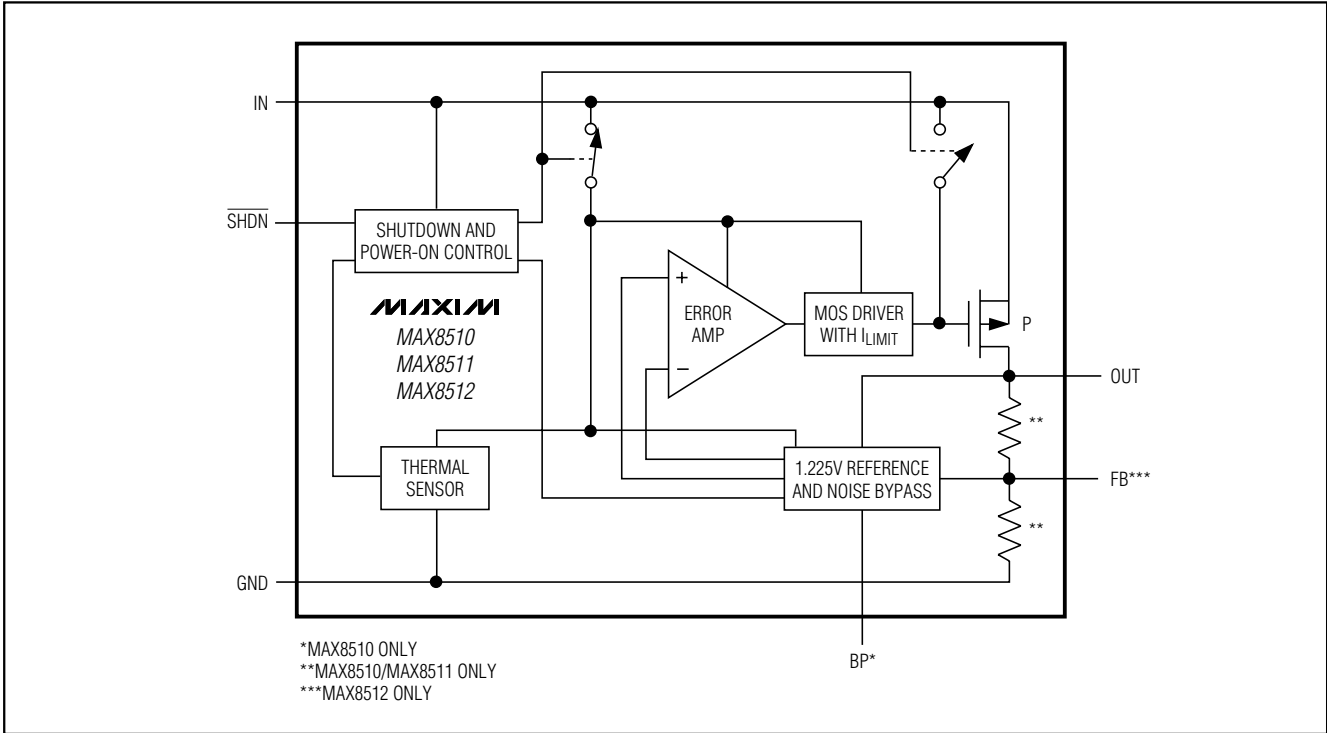 IN
SHDN
SHUTDOWN AND
POWER-ON CONTROL
MAXIM
MAX8510
MAX8511
MAX8512
+
ERROR
AMP
−
MOS DRIVER
WITH ILIMIT
P
OUT
**
THERMAL
SENSOR
1.225V REFERENCE
AND NOISE BYPASS
FB***
**
GND
BP*
*MAX8510 ONLY
**MAX8510/MAX8511 ONLY
***MAX8512 ONLY